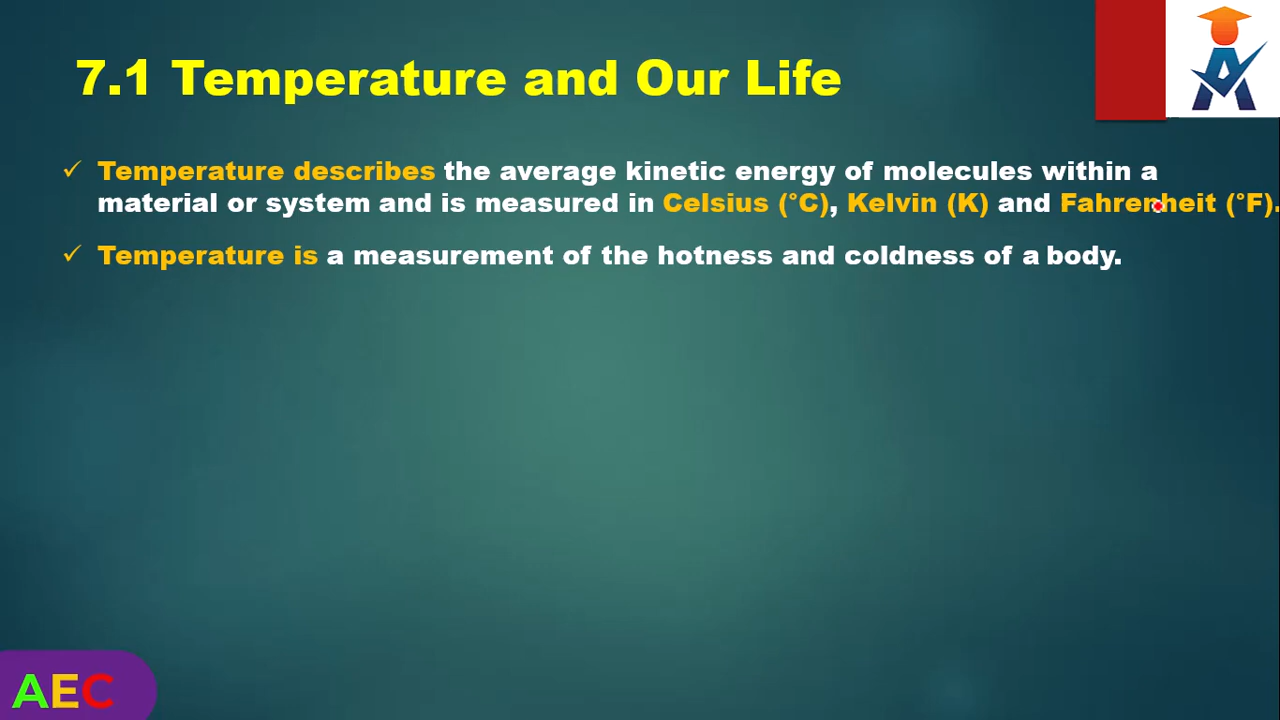 7.1 Temperature and Our Life
✓ Temperature describes the average kinetic energy of molecules within a
material or system and is measured in Celsius (°C), Kelvin (K) and Fahrenheit (°F).
✓ Temperature is a measurement of the hotness and coldness of a body.
AEC